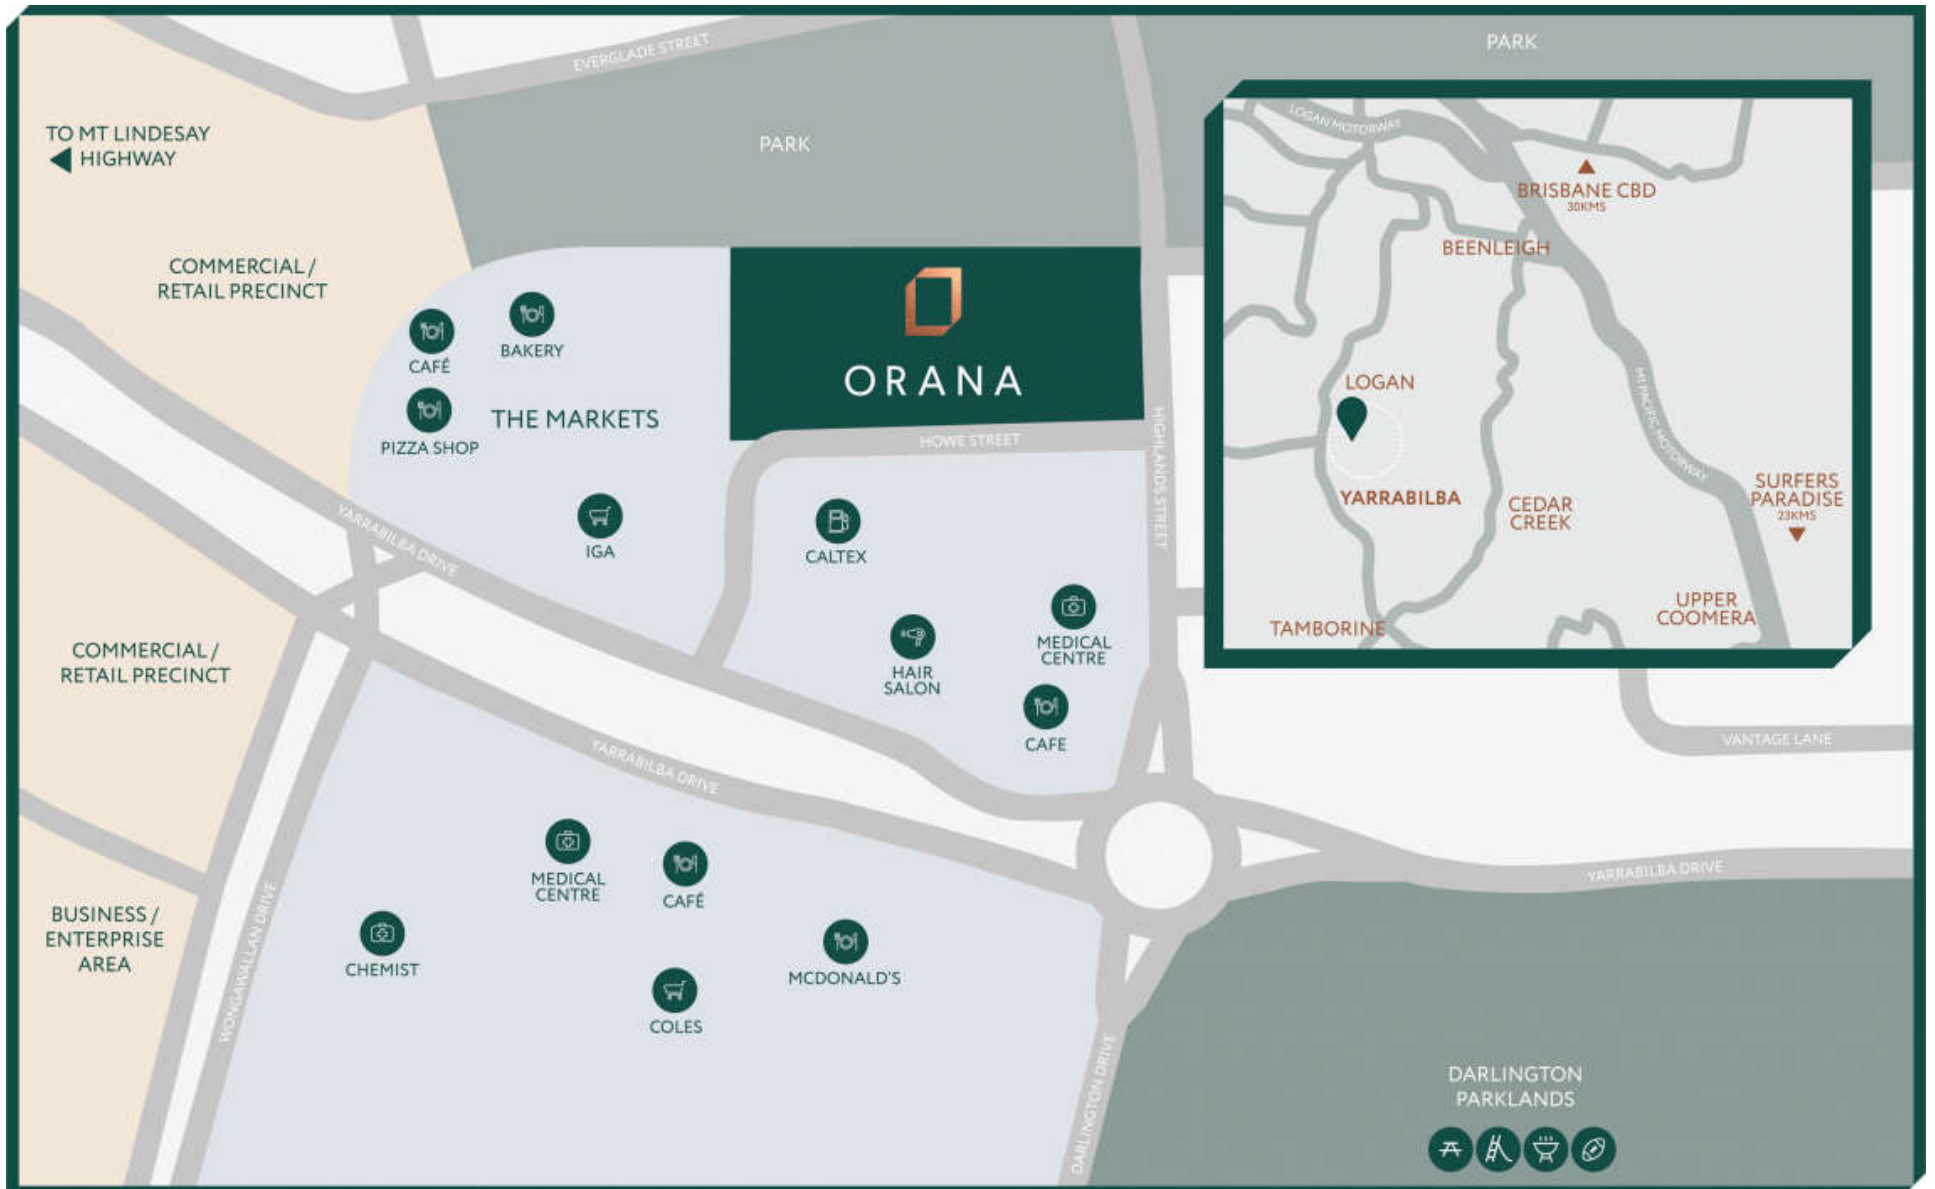 EVERGLADE STREET
PARK
PARK
TO MT LINDESAY
HIGHWAY
COMMERCIAL /
RETAIL PRECINCT
CAFÉ
BAKERY
PIZZA SHOP
THE MARKETS
IGA
ORANA
HOWE STREET
HIGHLANDS STREET
CALTEX
HAIR
SALON
MEDICAL
CENTRE
CAFE
YARRABILBA DRIVE
COMMERCIAL /
RETAIL PRECINCT
YARRABILBA DRIVE
BUSINESS /
ENTERPRISE
AREA
WONGAWALLAN DRIVE
CHEMIST
MEDICAL
CENTRE
CAFÉ
COLES
MCDONALD'S
DARLINGTON DRIVE
YARRABILBA DRIVE
VANTAGE LANE
DARLINGTON
PARKLANDS
LOGAN MOTORWAY
BRISBANE CBD
30KMS
BEENLEIGH
LOGAN
YARRABILBA
CEDAR
CREEK
M1 PACIFIC MOTORWAY
SURFERS
PARADISE
23KMS
UPPER
COOMERA
TAMBORINE